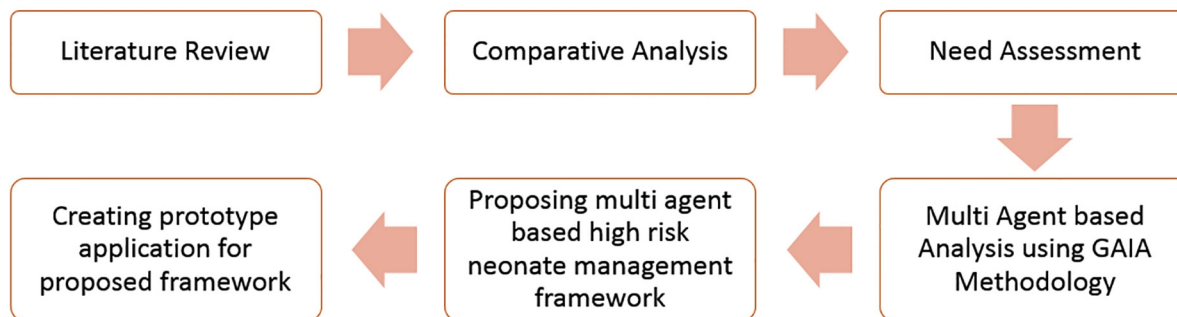 Literature Review
Comparative Analysis
Need Assessment
Multi Agent based
Analysis using GAIA
Methodology
Proposing multi agent
based high risk
neonate management
framework
Creating prototype
application for
proposed framework